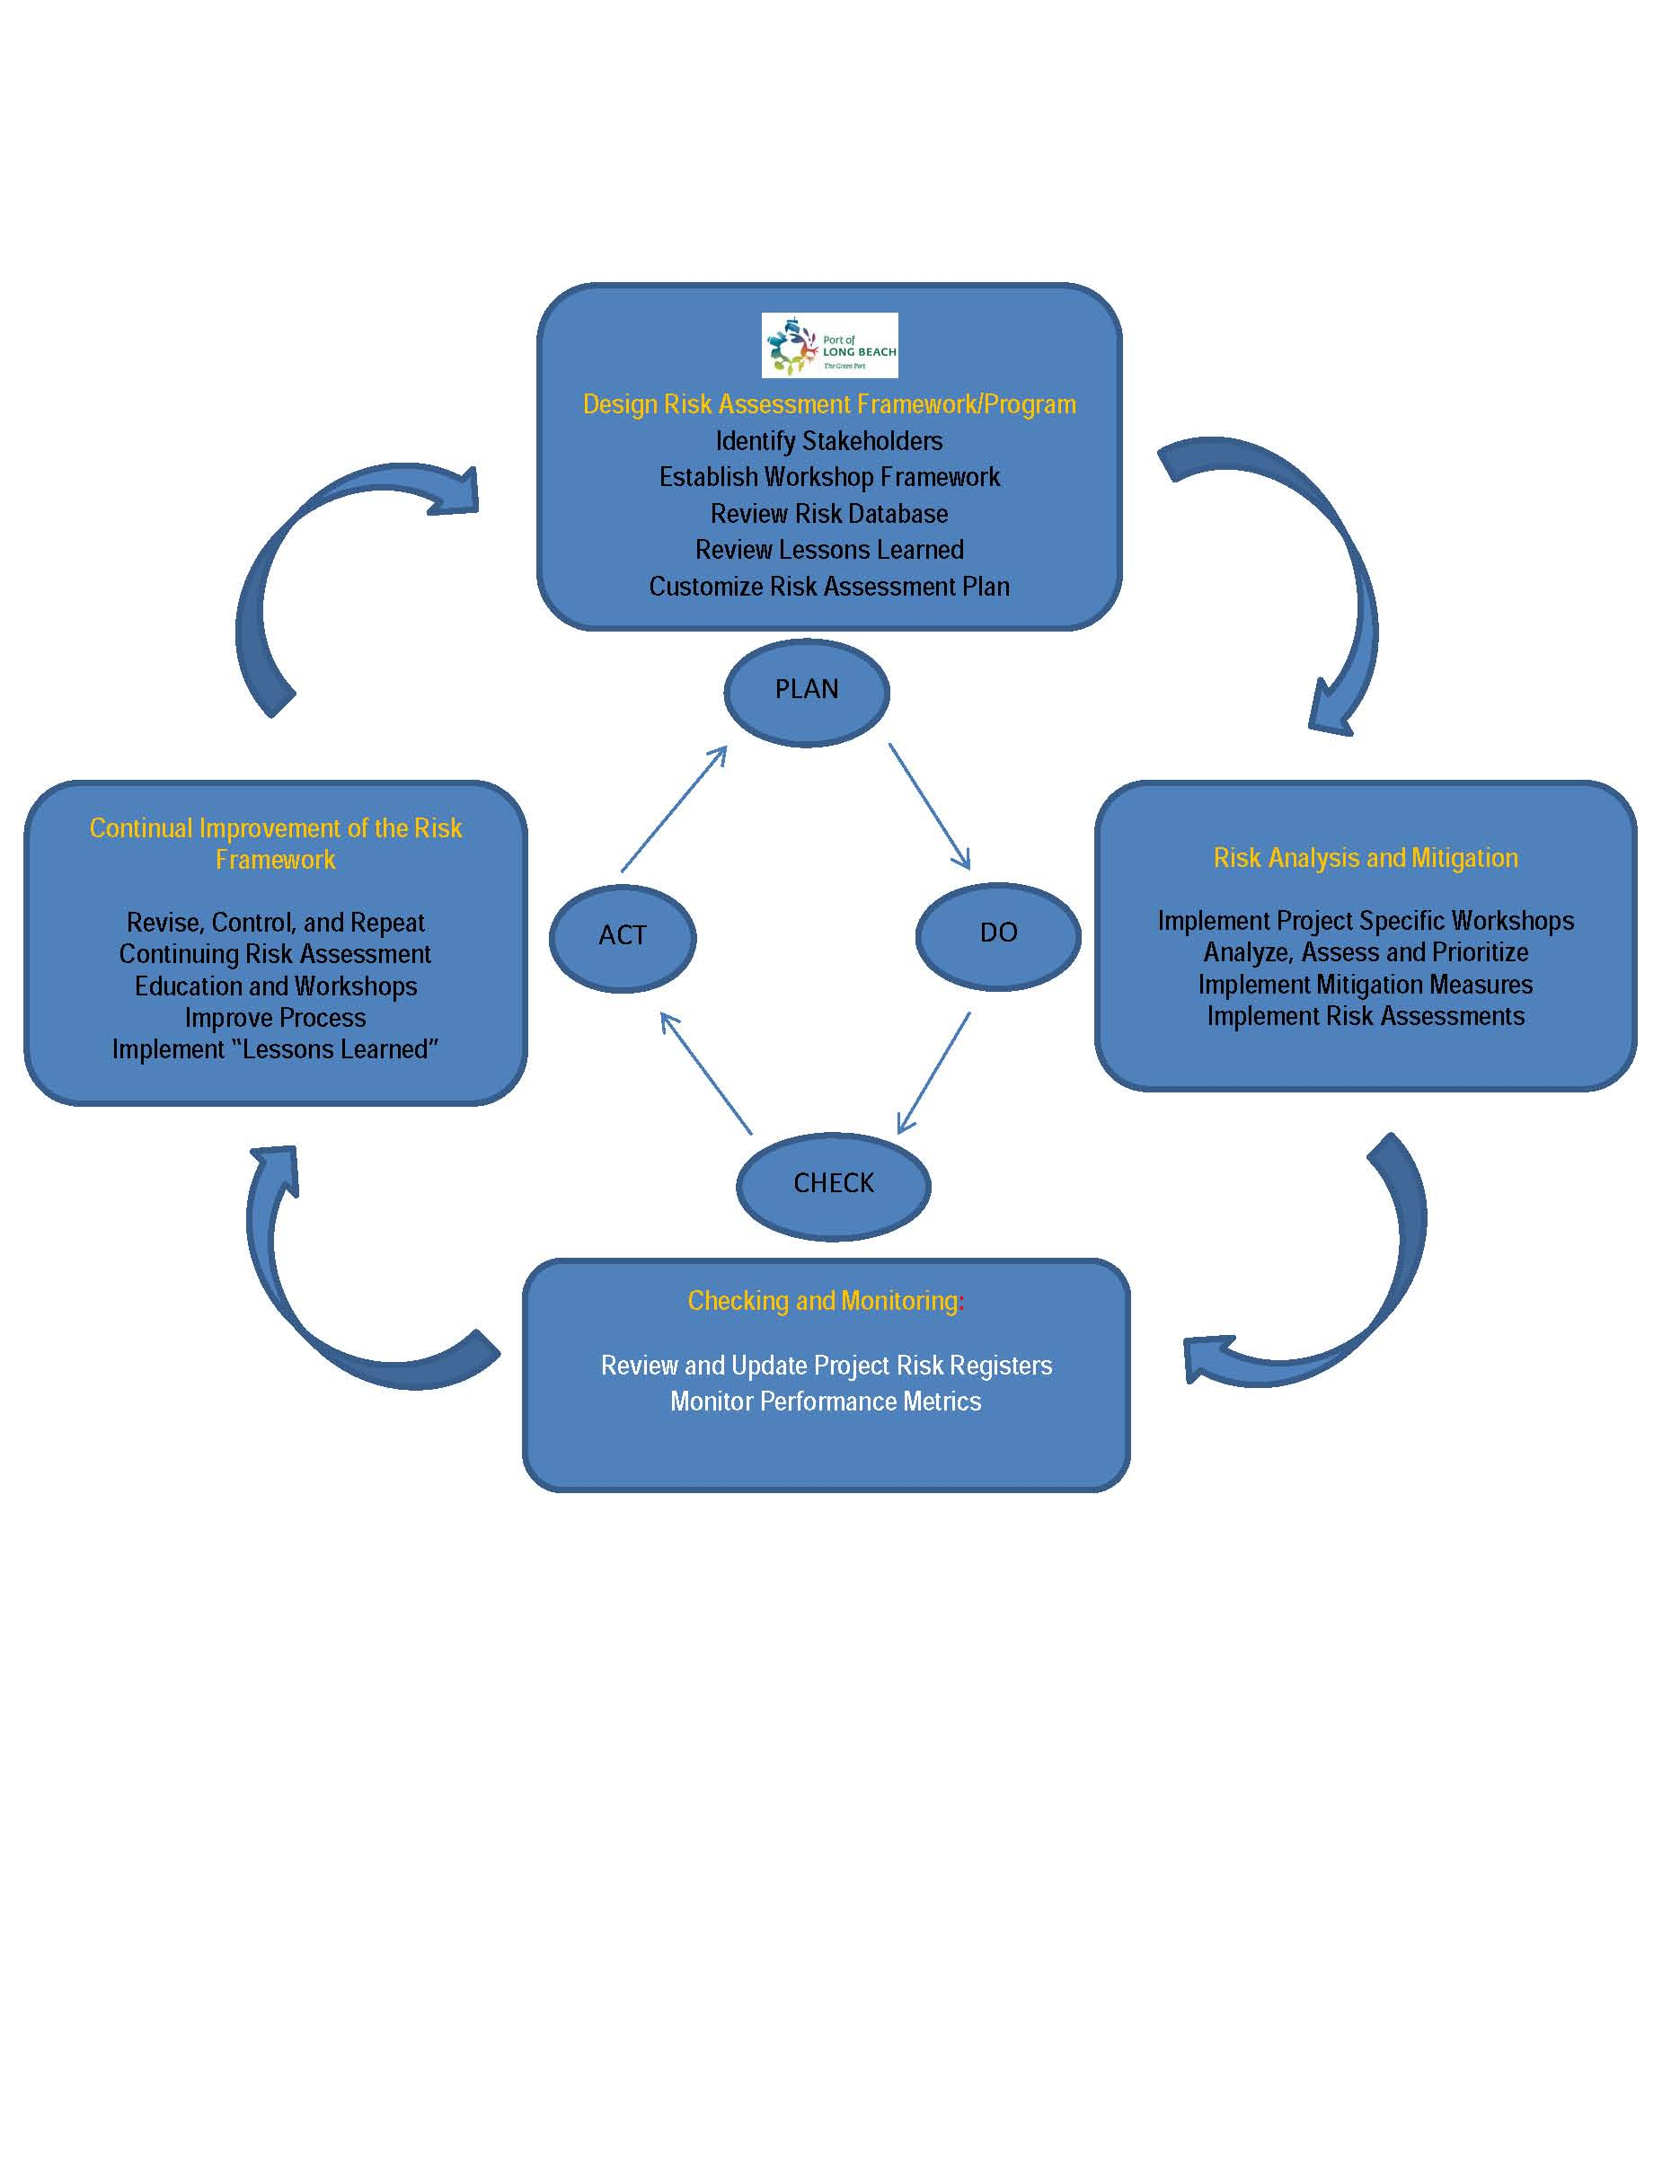 Port of
LONG BEACH
The Green Port
Design Risk Assessment Framework/Program
Identify Stakeholders
Establish Workshop Framework
Review Risk Database
Review Lessons Learned
Customize Risk Assessment Plan
PLAN
Continual Improvement of the Risk
Framework
Revise, Control, and Repeat
Continuing Risk Assessment
Education and Workshops
Improve Process
Implement “Lessons Learned”
ACT
DO
Risk Analysis and Mitigation
Implement Project Specific Workshops
Analyze, Assess and Prioritize
Implement Mitigation Measures
Implement Risk Assessments
CHECK
Checking and Monitoring:
Review and Update Project Risk Registers
Monitor Performance Metrics